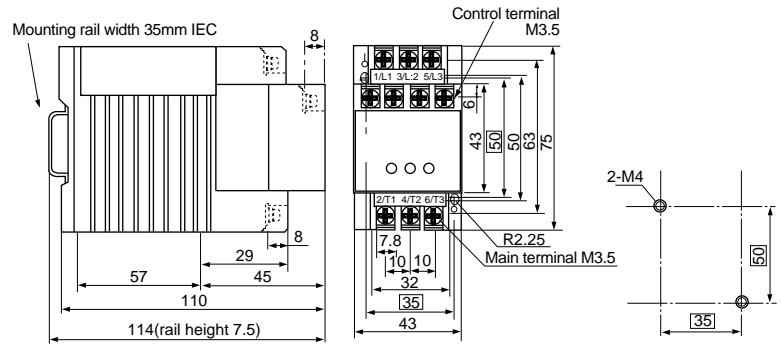 Mounting rail width 35mm IEC
8
Control terminal
M3.5
1/L1 3/L:2 5/L3
6
43
50
50
63
75
2/T1 4/T2 6/T3
7.8
10
10
32
35
43
R2.25
Main terminal M3.5
8
29
57
45
110
114(rail height 7.5)
2-M4
50
35